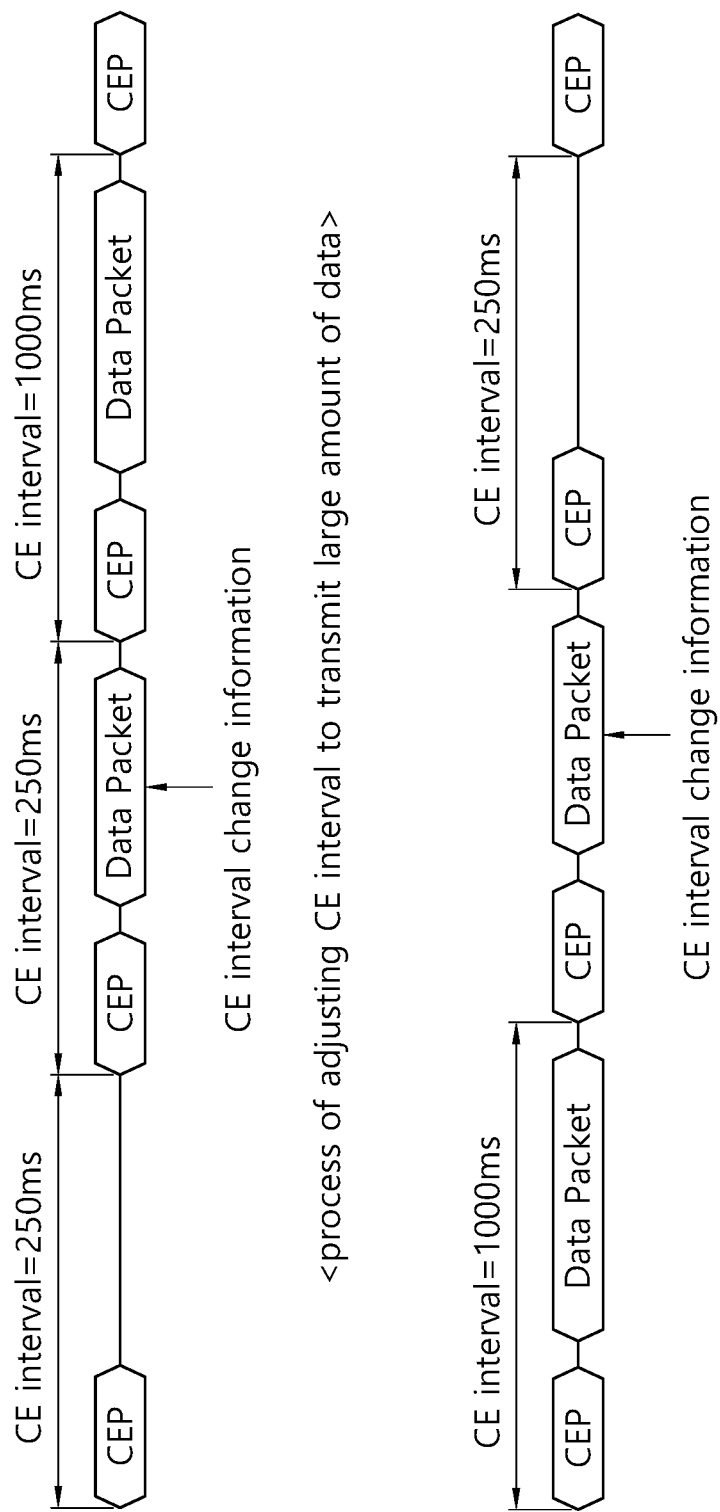 CE interval=250ms
CE interval=250ms
CE interval=1000ms
CEP
CEP
Data Packet
CEP
Data Packet
CEP
CE interval change information
<process of adjusting CE interval to transmit large amount of data>
CE interval=1000ms
CE interval=250ms
CEP
Data Packet
CEP
Data Packet
CEP
CEP
CE interval change information